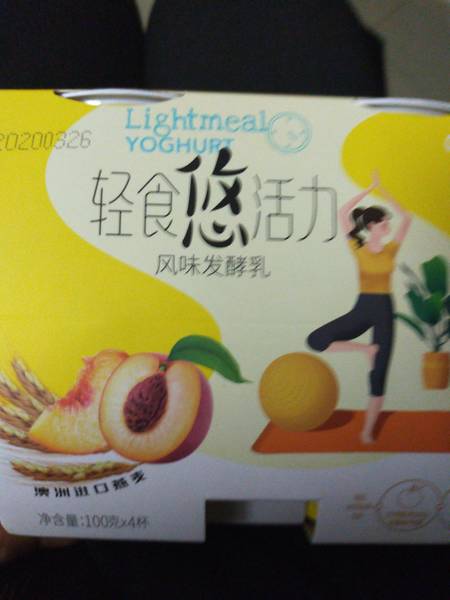 20200326
Lightmeal
YOGHURT
轻食悠活力
风味发酵乳
澳洲进口燕麦
净含量:100克x4杯